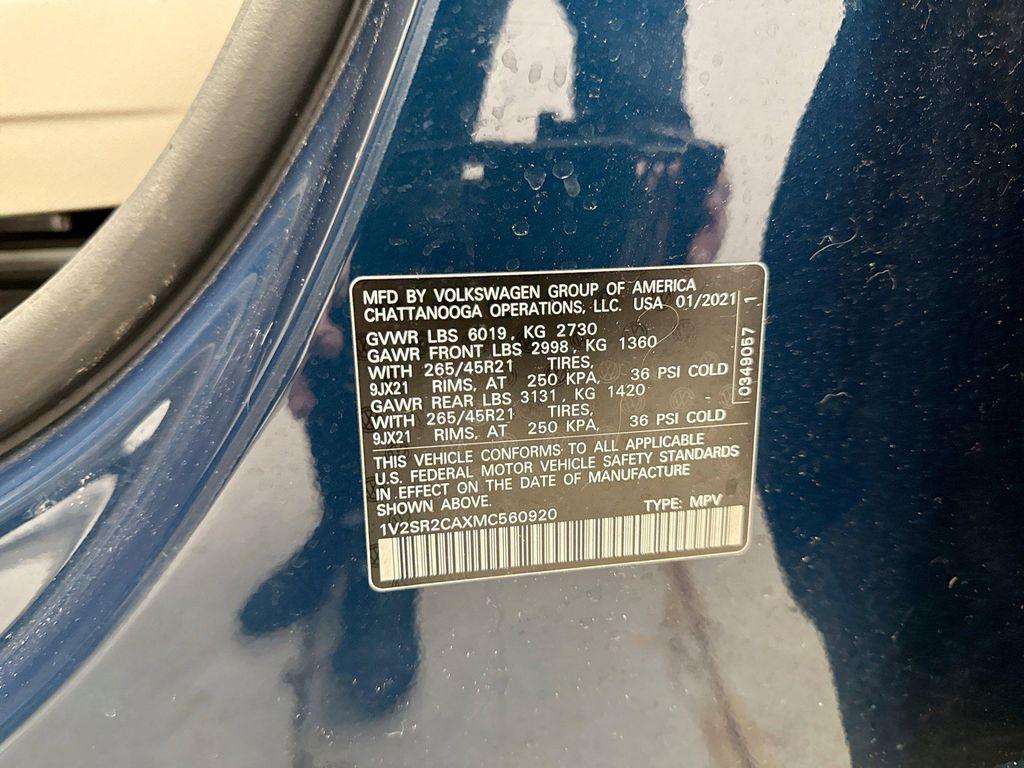 MFD BY VOLKSWAGEN GROUP OF AMERICA
CHATTANOOGA OPERATIONS, LLC. USA 01/2021
GVWR LBS 6019, KG 2730
GAWR FRONT LBS 2998, KG 1360
WITH 265/45R21 TIRES,
9JX21 RIMS, AT 250 KPA, 36 PSI COLD
GAWR REAR LBS 3131, KG 1420
WITH 265/45R21 TIRES,
9JX21 RIMS, AT 250 KPA, 36 PSI COLD
THIS VEHICLE CONFORMS TO ALL APPLICABLE
U.S. FEDERAL MOTOR VEHICLE SAFETY STANDARDS
IN EFFECT ON THE DATE OF MANUFACTURE
SHOWN ABOVE.
1V2SR2CAXMC560920 TYPE: MPV
0349057 1